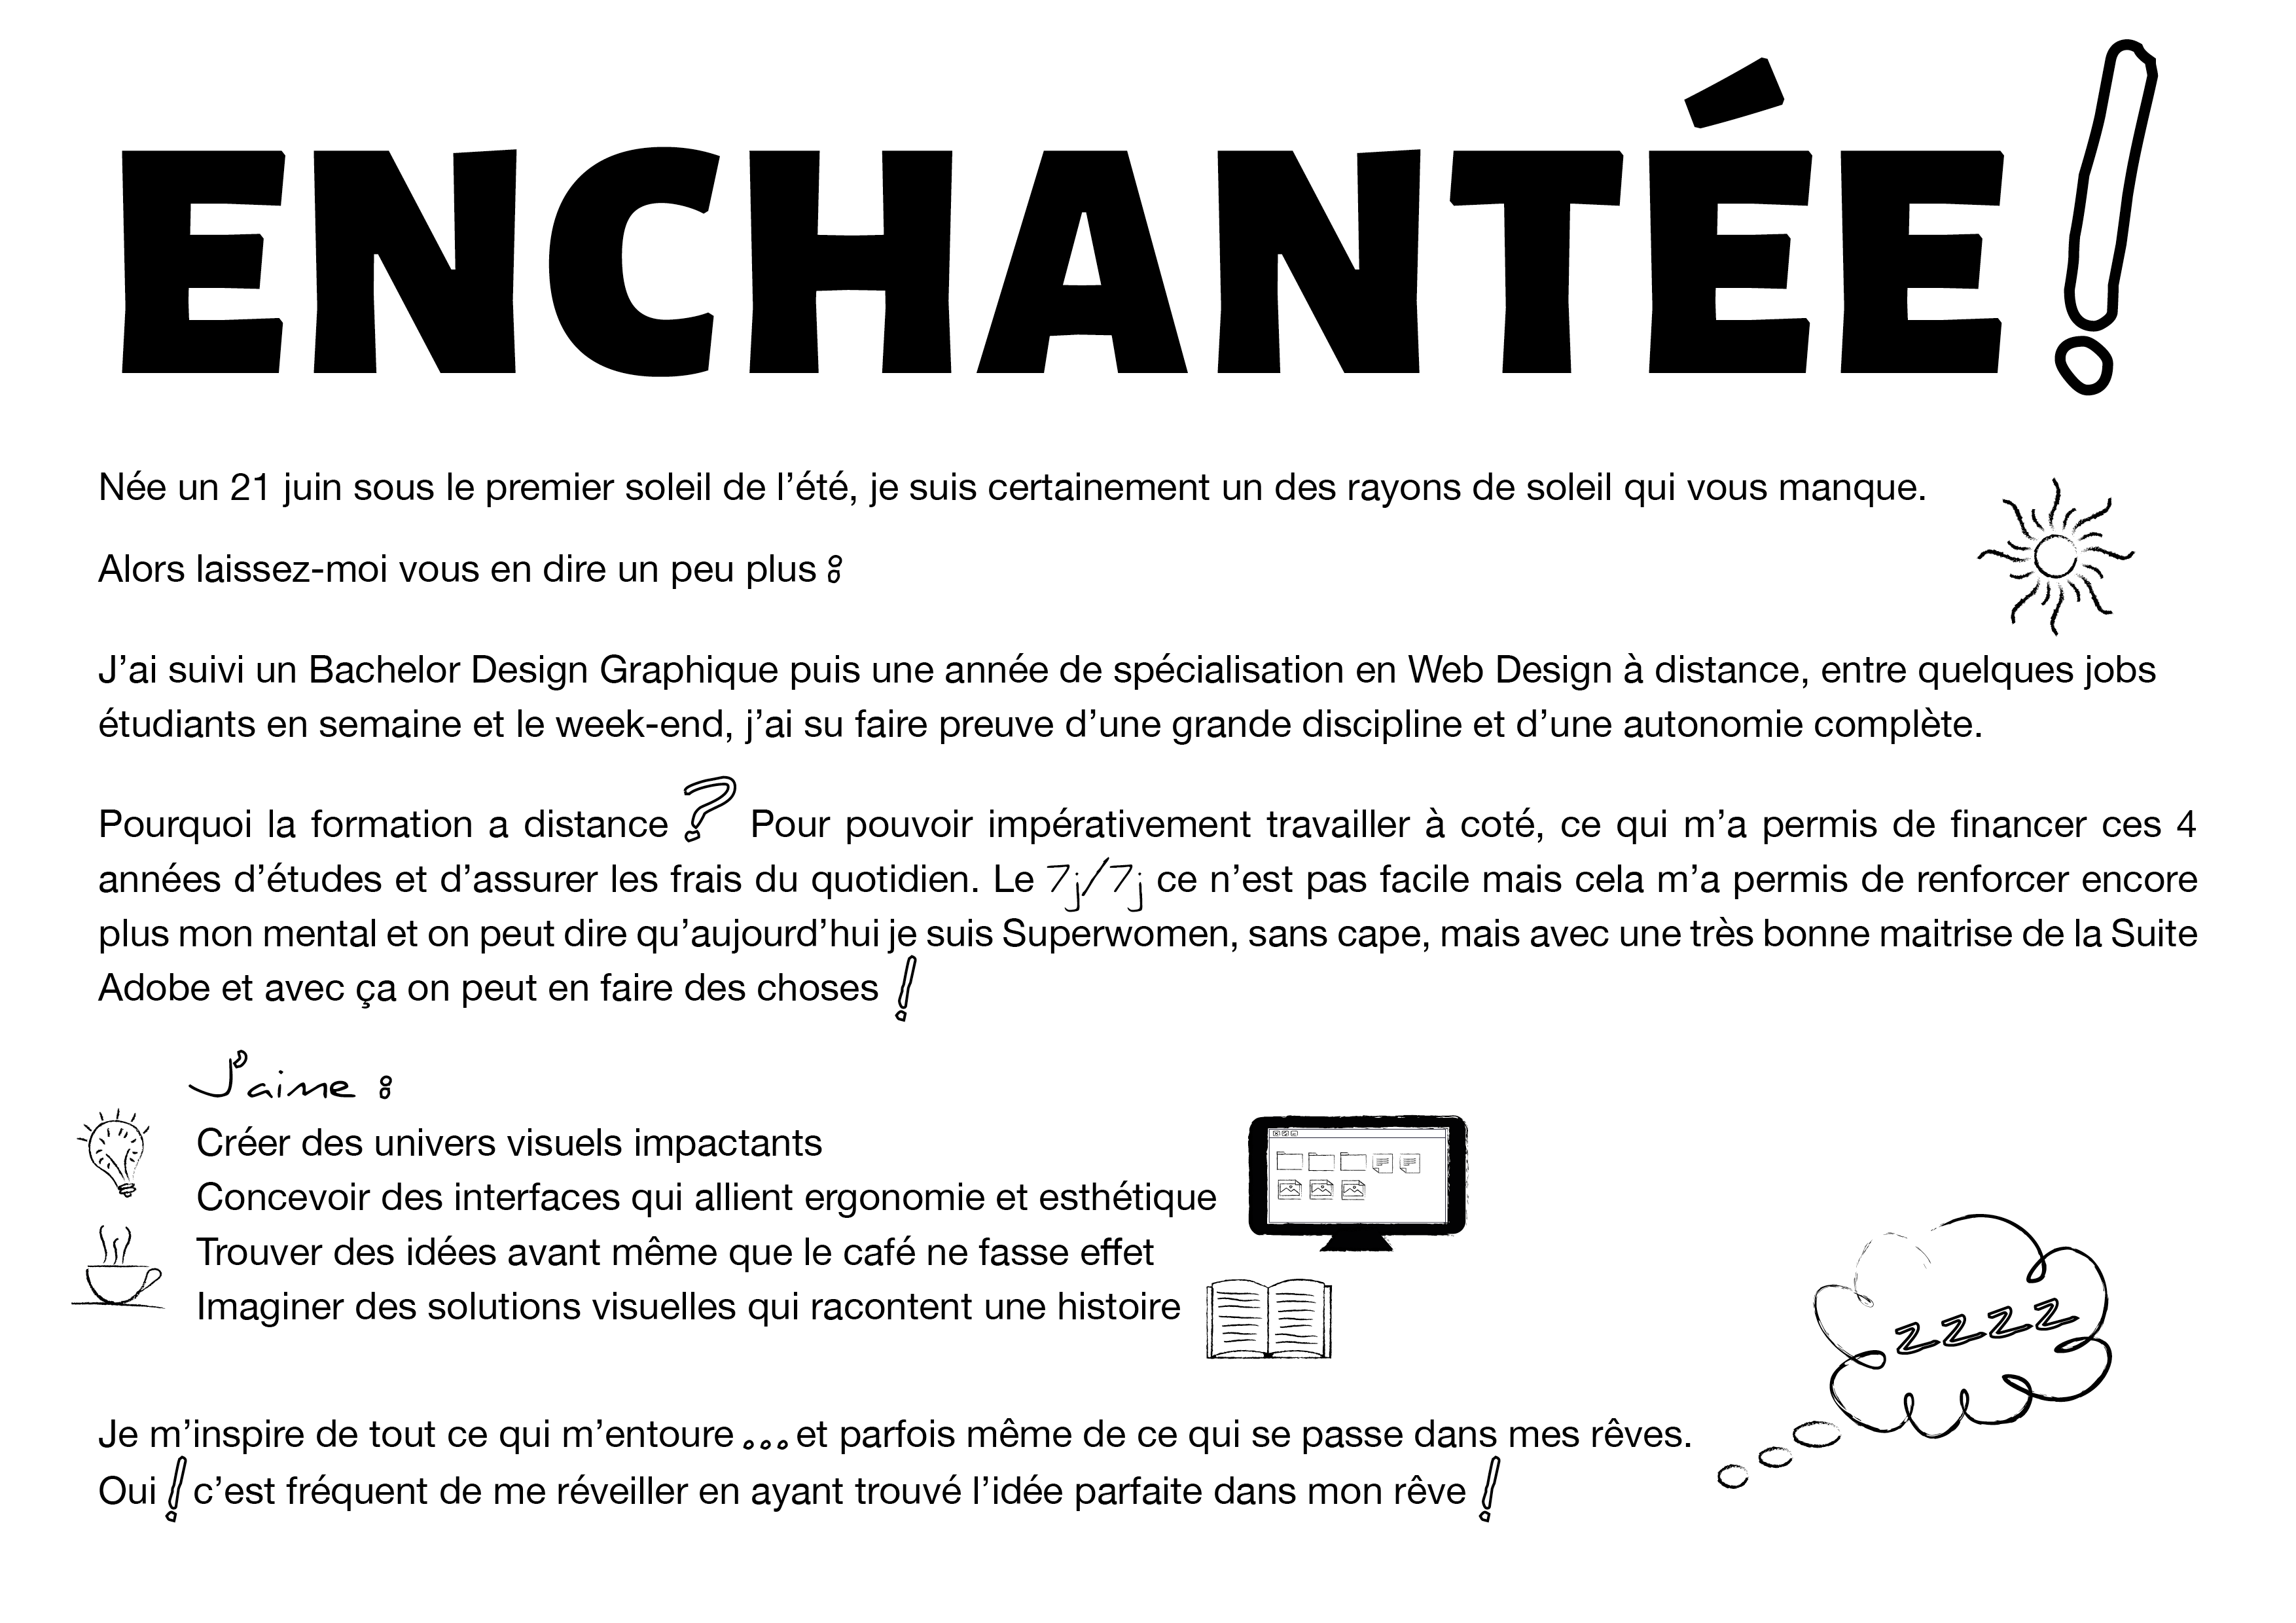 ENCHANTÉE!
Née un 21 juin sous le premier soleil de l’été, je suis certainement un des rayons de soleil qui vous manque.
Alors laissez-moi vous en dire un peu plus :
J’ai suivi un Bachelor Design Graphique puis une année de spécialisation en Web Design à distance, entre quelques jobs
étudiants en semaine et le week-end, j’ai su faire preuve d’une grande discipline et d’une autonomie complète.
Pourquoi la formation a distance ? Pour pouvoir impérativement travailler à coté, ce qui m’a permis de financer ces 4
années d’études et d’assurer les frais du quotidien. Le 7j/7j ce n’est pas facile mais cela m’a permis de renforcer encore
plus mon mental et on peut dire qu’aujourd’hui je suis Superwomen, sans cape, mais avec une très bonne maitrise de la Suite
Adobe et avec ça on peut en faire des choses !
J’aime :
Créer des univers visuels impactants
Concevoir des interfaces qui allient ergonomie et esthétique
Trouver des idées avant même que le café ne fasse effet
Imaginer des solutions visuelles qui racontent une histoire
zzzz
Je m’inspire de tout ce qui m’entoure ... et parfois même de ce qui se passe dans mes rêves.
Oui ! c’est fréquent de me réveiller en ayant trouvé l’idée parfaite dans mon rêve !